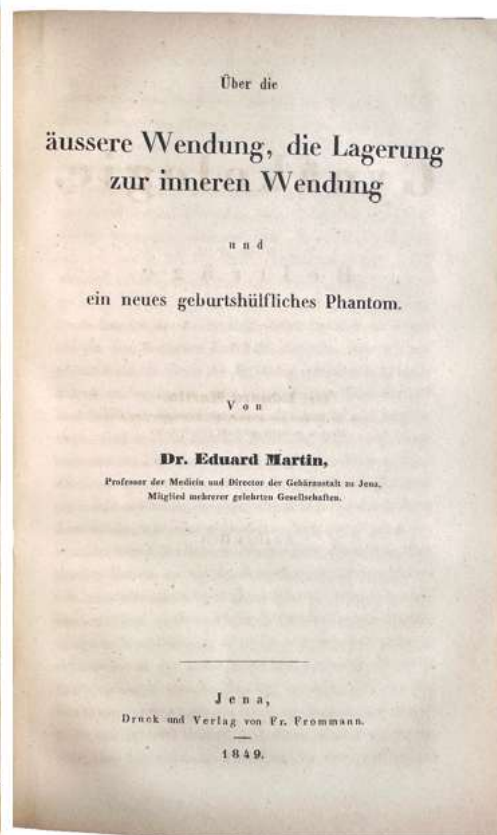 Über die
äussere Wendung, die Lagerung
zur inneren Wendung
und
ein neues geburtshülfliches Phantom.
Von
Dr. Eduard Martin,
Professor der Medicin und Director der Gebäranstalt zu Jena,
Mitglied mehrerer gelehrten Gesellschaften.
Jena,
Druck und Verlag von Fr. Frommann.
1849.